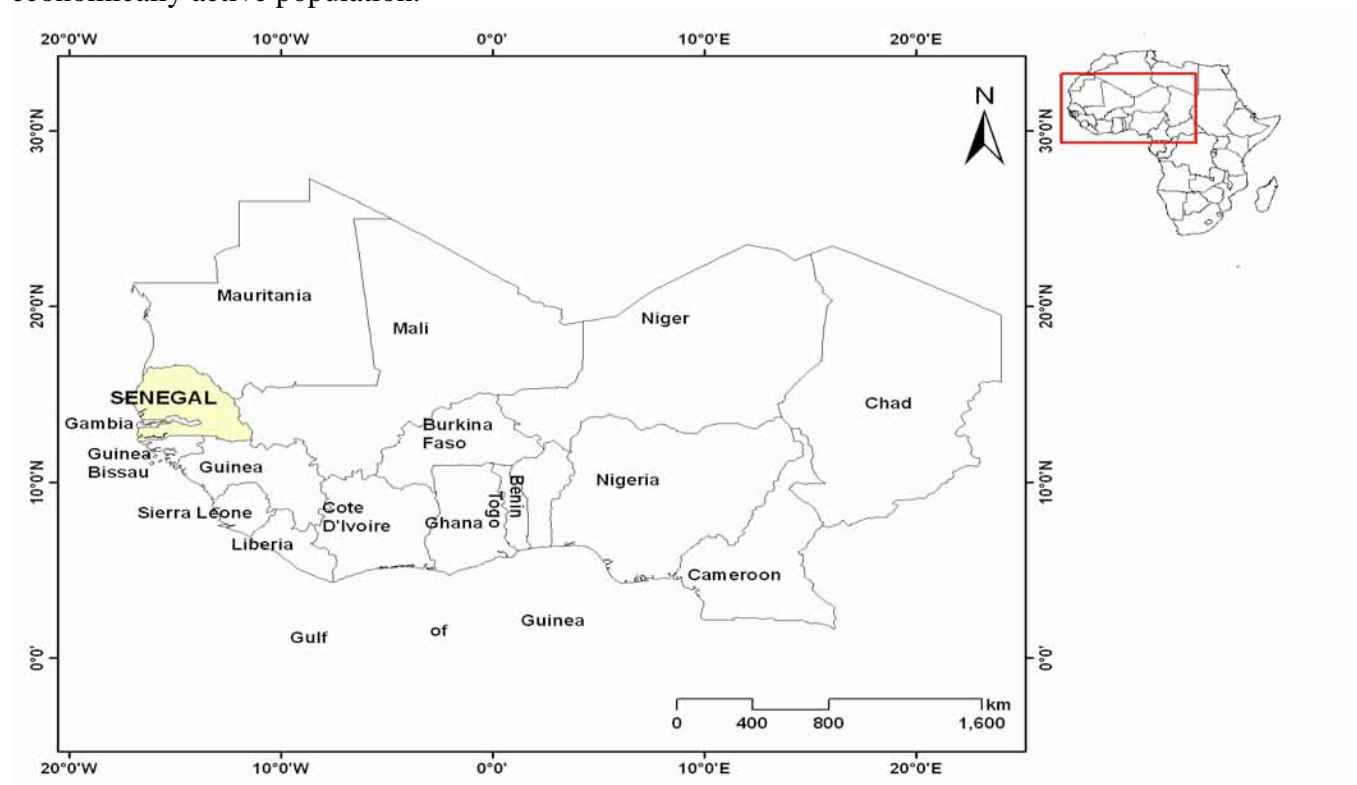 economically active population.
20°0'W 10°0'W 0°0' 10°0'E 20°0'E
N
30°0'N 30°0'N
20°0'N 20°0'N
10°0'N 10°0'N
0°0' 0°0'
Mauritania
Mali
Niger
Chad
SENEGAL
Gambia
Guinea
Bissau
Guinea
Sierra Leone
Liberia
Cote
D'Ivoire
Burkina
Faso
Ghana
Togo
Benin
Nigeria
Cameroon
Gulf of Guinea
km
0 400 800 1,600
20°0'W 10°0'W 0°0' 10°0'E 20°0'E